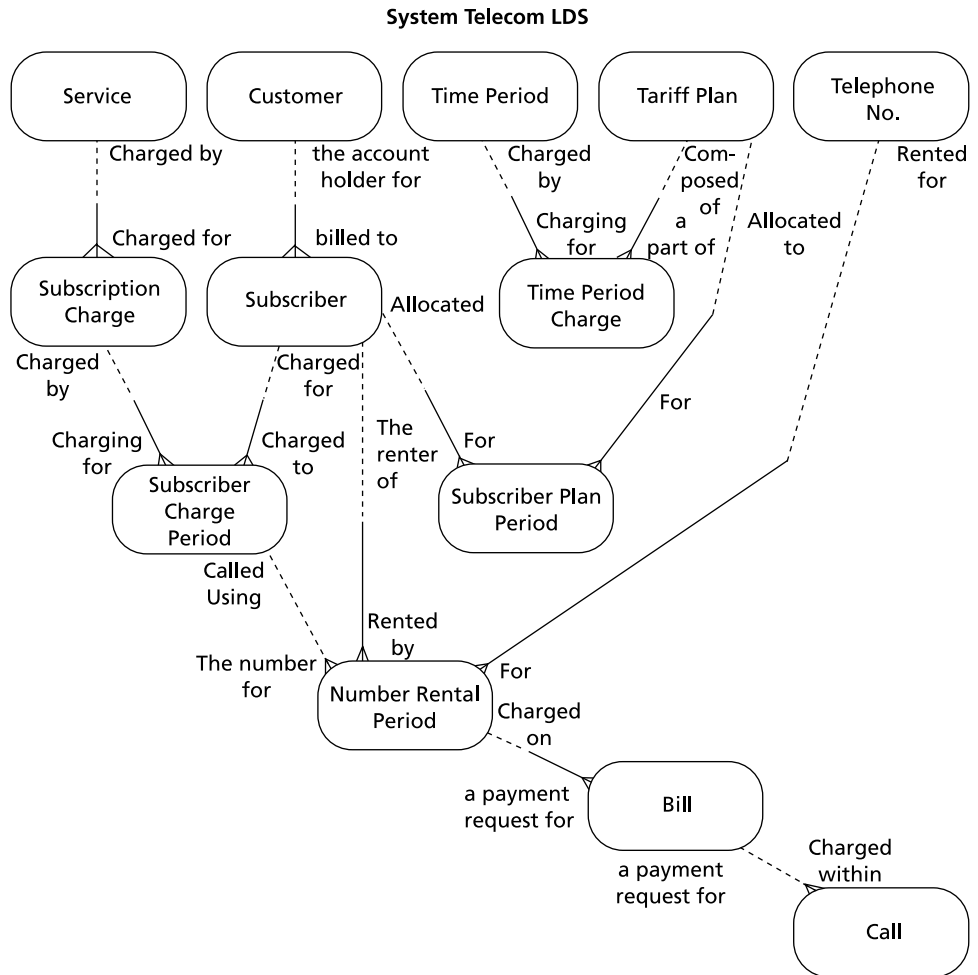 System Telecom LDS
Service
Customer
Time Period
Tariff Plan
Telephone
No.
Charged by
the account
holder for
Charged
by
Com-
posed
of
a
part of
Rented
for
Charged for
billed to
Charging
for
Allocated
to
Subscription
Charge
Subscriber
Allocated
Time Period
Charge
Charged
by
Charged
for
Charging
for
Charged
to
The
renter
of
For
For
Subscriber
Charge
Period
Subscriber Plan
Period
Called
Using
The number
for
Rented
by
For
Number Rental
Period
Charged
on
a payment
request for
Bill
a payment
request for
Charged
within
Call